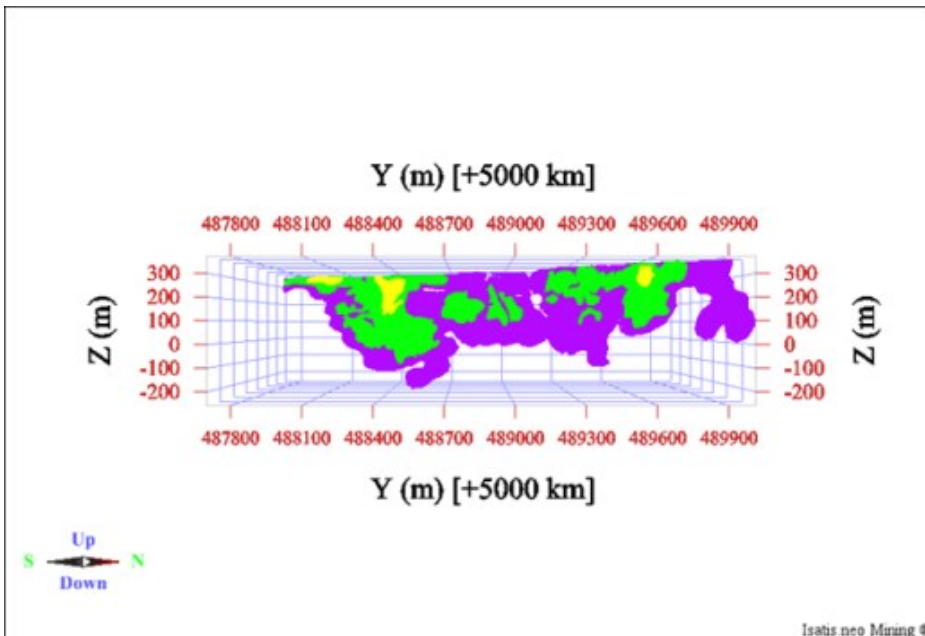 Y (m) [+5000 km]
487800 488100 488400 488700 489000 489300 489600 489900
300 300
200 200
100 100
0 0
-100 -100
-200 -200
Z (m) Z (m)
487800 488100 488400 488700 489000 489300 489600 489900
Y (m) [+5000 km]
Up
S N
Down
Isatis.neo Mining ©